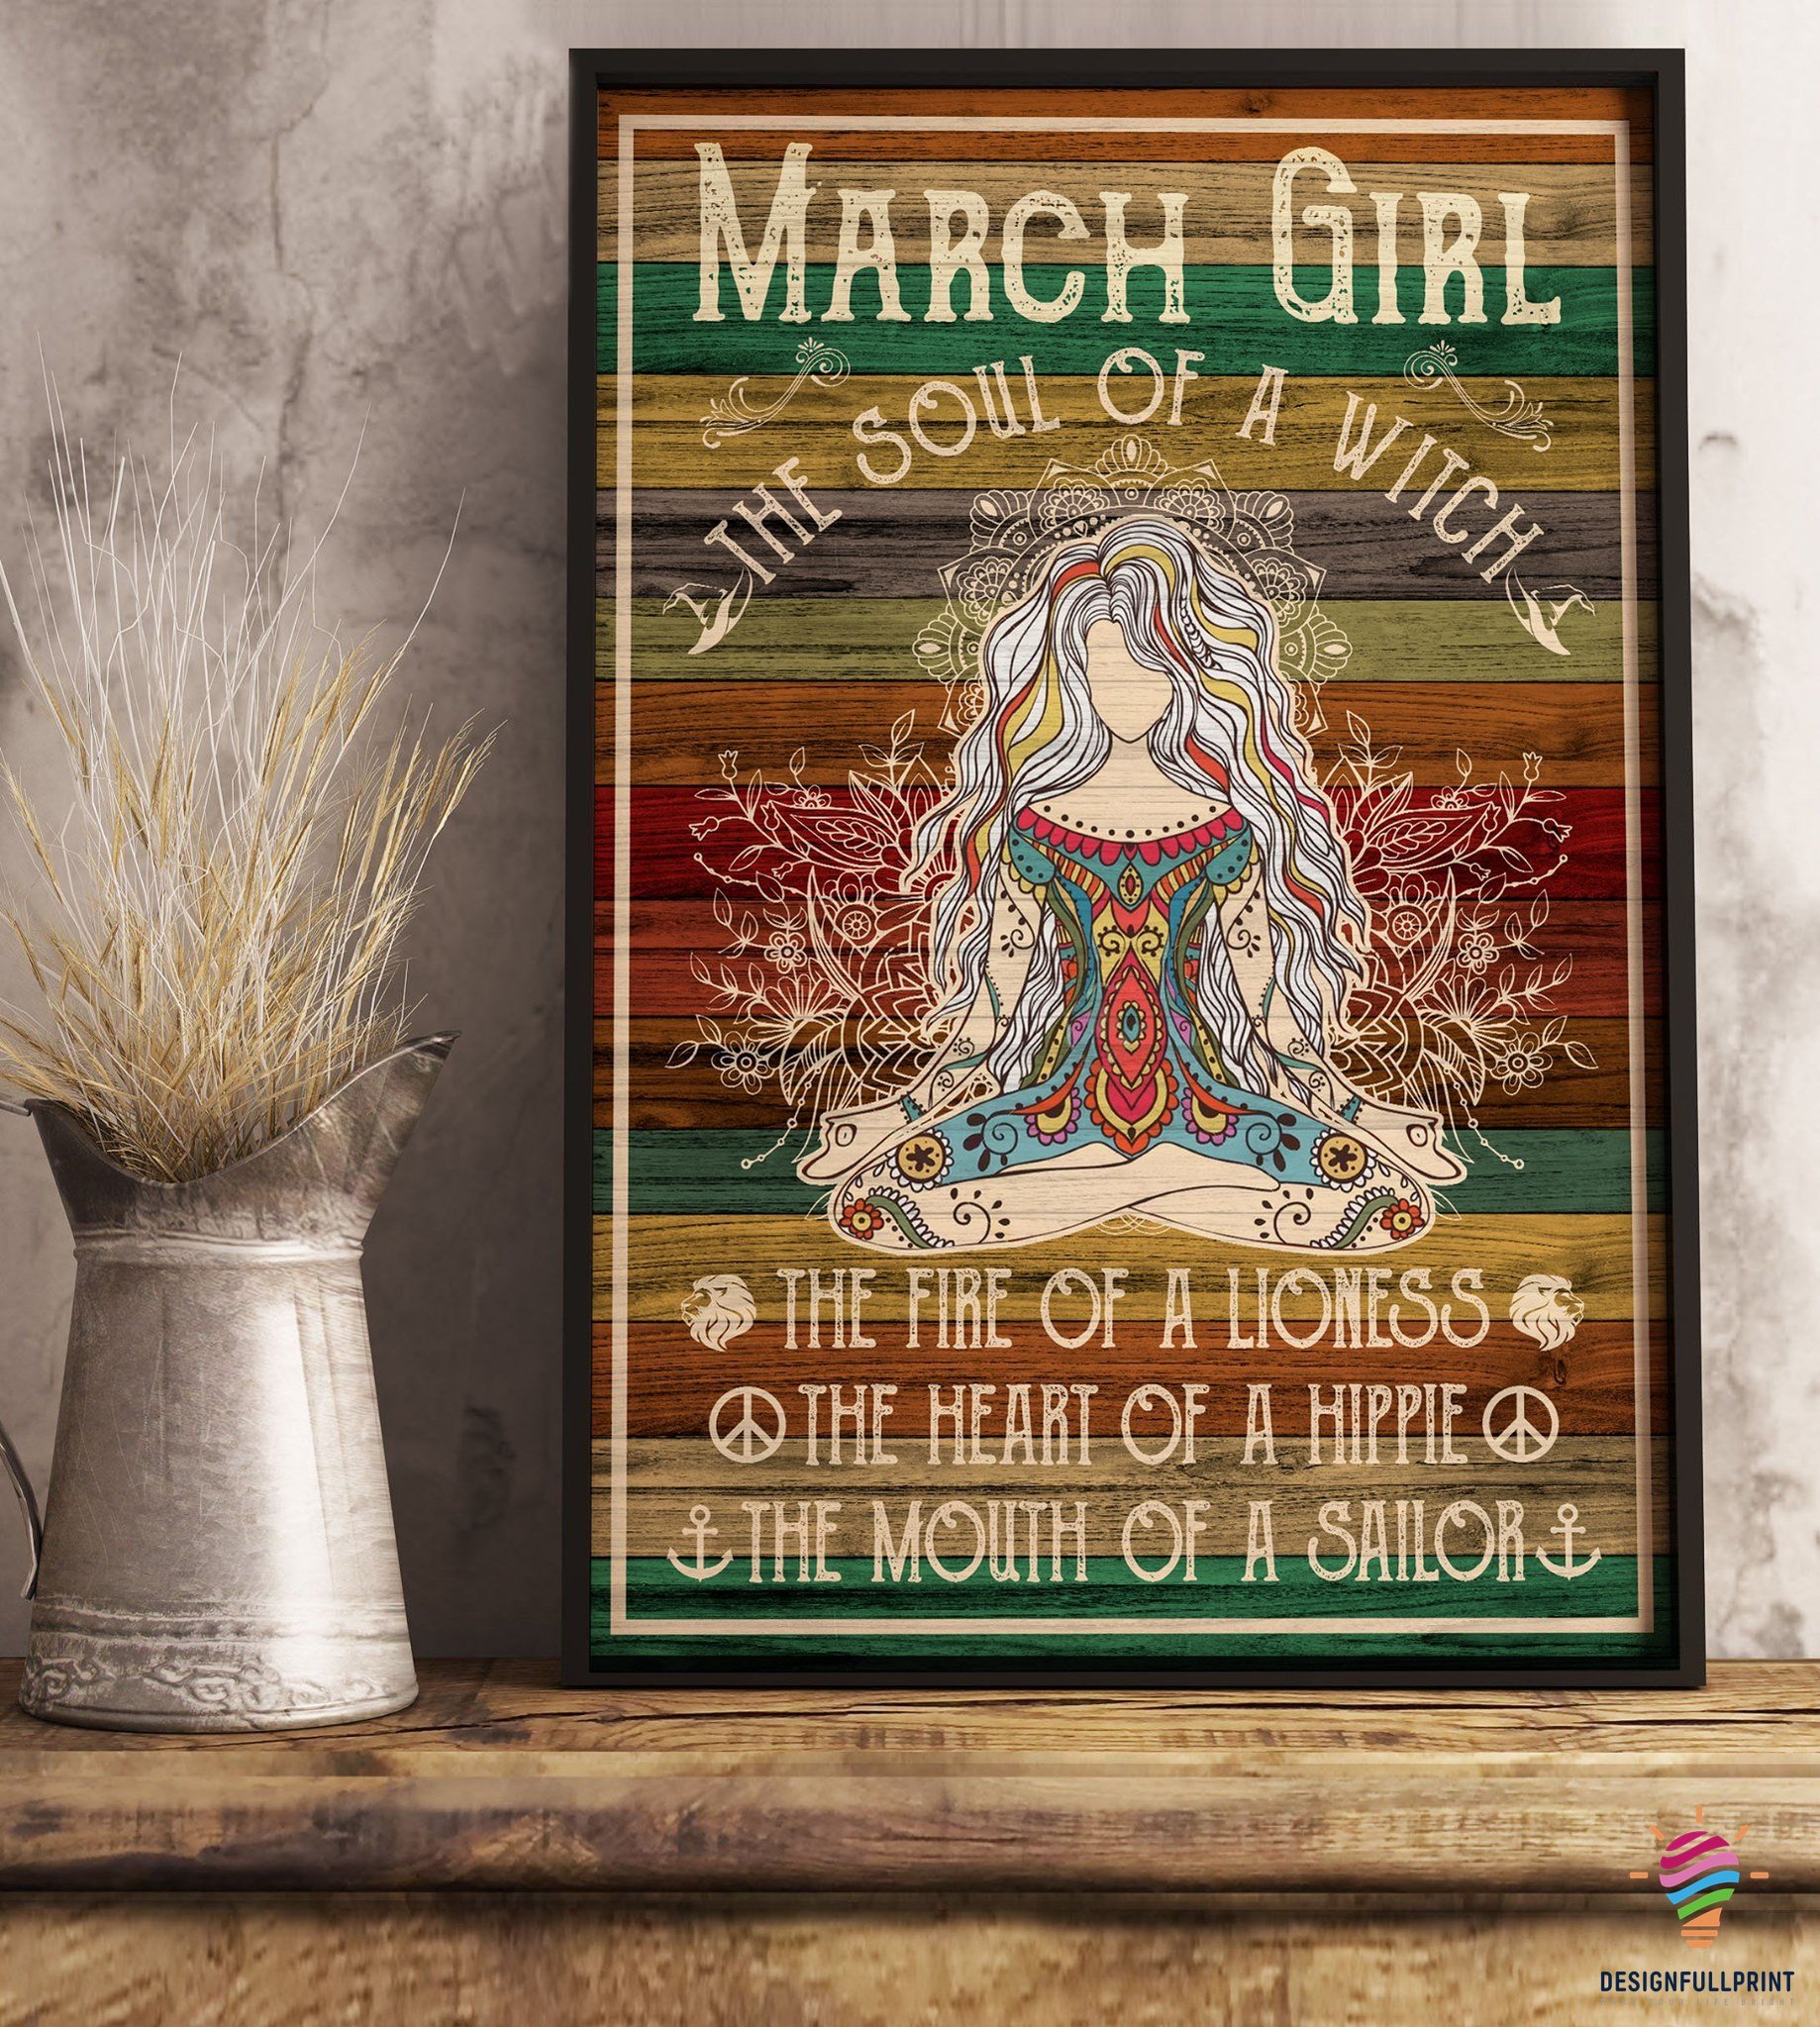 March Girl
THE SOUL OF A WITCH
THE FIRE OF A LIONESS
THE HEART OF A HIPPIE
THE MOUTH OF A SAILOR
DESIGNFULLPRINT